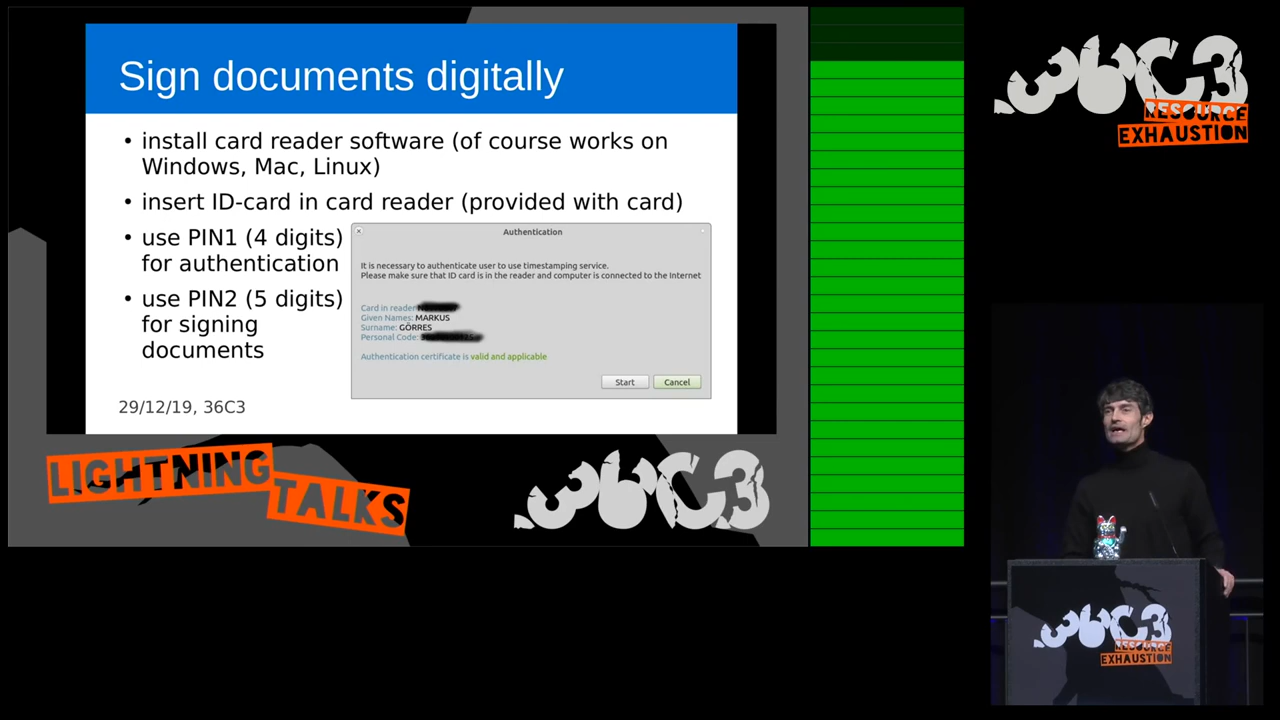 Sign documents digitally
• install card reader software (of course works on
Windows, Mac, Linux)
• insert ID-card in card reader (provided with card)
• use PIN1 (4 digits)
for authentication
• use PIN2 (5 digits)
for signing
documents
Authentication
It is necessary to authenticate user to use timestamping service.
Please make sure that ID card is in the reader and computer is connected to the Internet
Card in reader
Given Names: MARKUS
Surname: GÖRRES
Personal Code:
Authentication certificate is valid and applicable
Start
Cancel
29/12/19, 36C3
LIGHTNING
TALKS
36C3
36C3
RESOURCE
EXHAUSTION
36C3
RESOURCE
EXHAUSTION